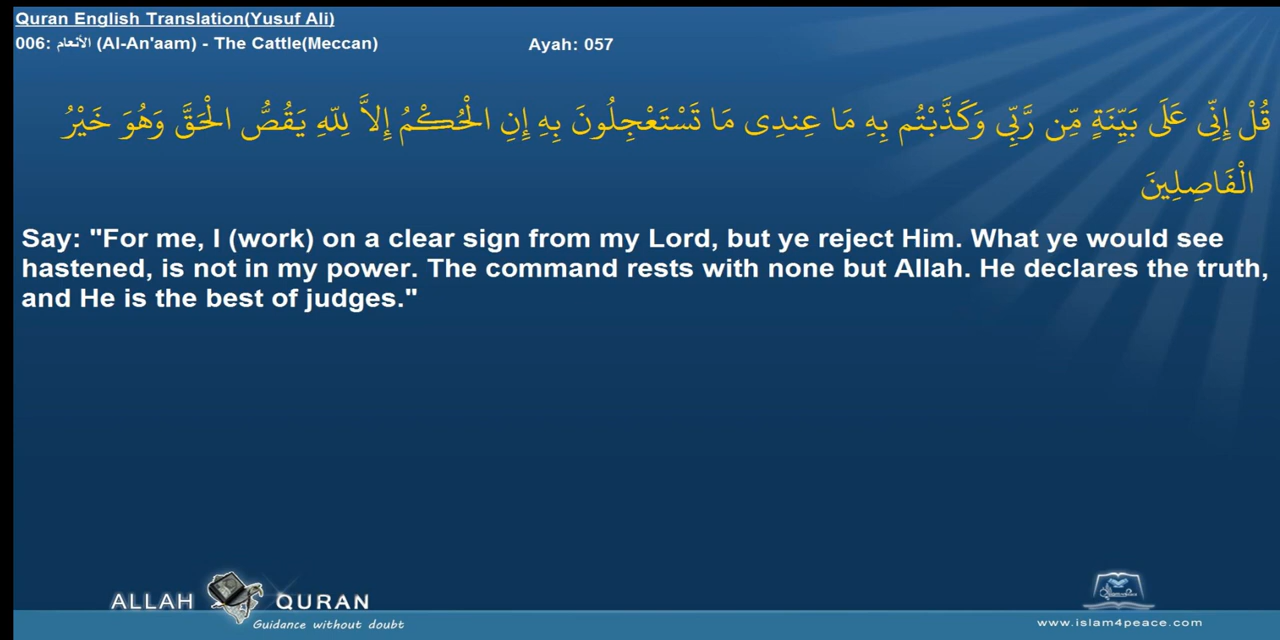 Quran English Translation(Yusuf Ali)
006: الأنعام (Al-An'aam) - The Cattle(Meccan) Ayah: 057
قُلْ إِنِّي عَلَى بَيِّنَةٍ مِّن رَّبِّي وَكَذَّبْتُم بِهِ مَا عِندِى مَا تَسْتَعْجِلُونَ بِهِ إِنِ الْحُكْمُ إِلاَّ لِلّهِ يَقُصُّ الْحَقَّ وَهُوَ خَيْرُ
الْفَاصِلِينَ
Say: "For me, I (work) on a clear sign from my Lord, but ye reject Him. What ye would see
hastened, is not in my power. The command rests with none but Allah. He declares the truth,
and He is the best of judges."
ALLAH QURAN
Guidance without doubt
www.islam4peace.com